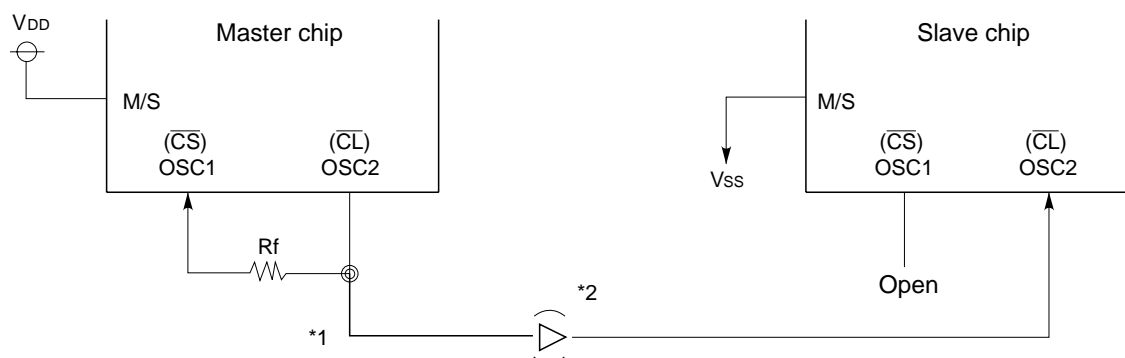 VDD
Master chip
Slave chip
M/S
M/S
(CS)
OSC1
(CL)
OSC2
VSS
(CS)
OSC1
(CL)
OSC2
Rf
Open
*2
*1